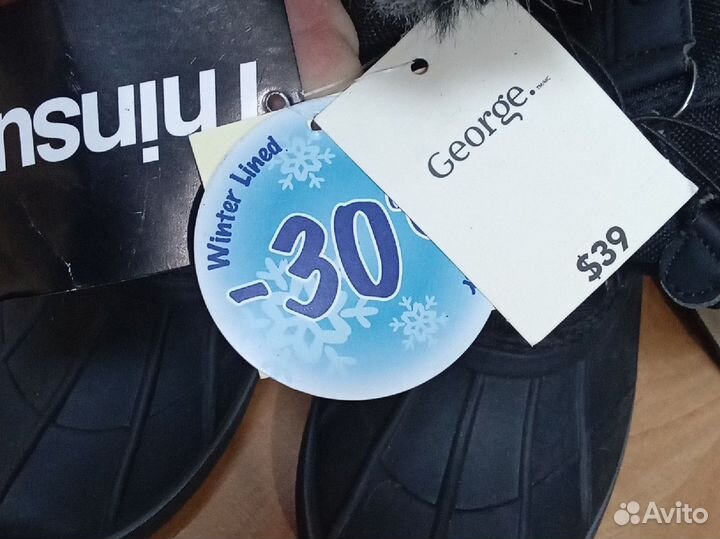 Thinsu
Winter Lined
-30°
George.
$39
Avito